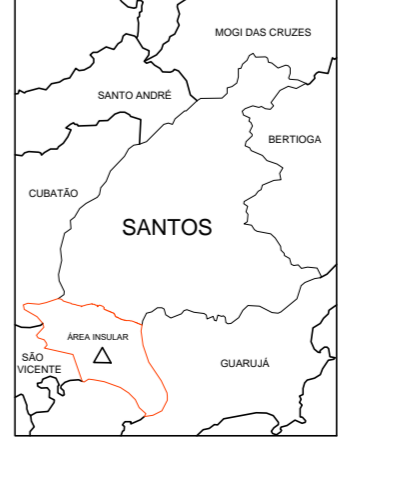 MOGI DAS CRUZES
SANTO ANDRÉ
BERTIOGA
CUBATÃO
SANTOS
ÁREA INSULAR
SÃO
VICENTE
GUARUJÁ